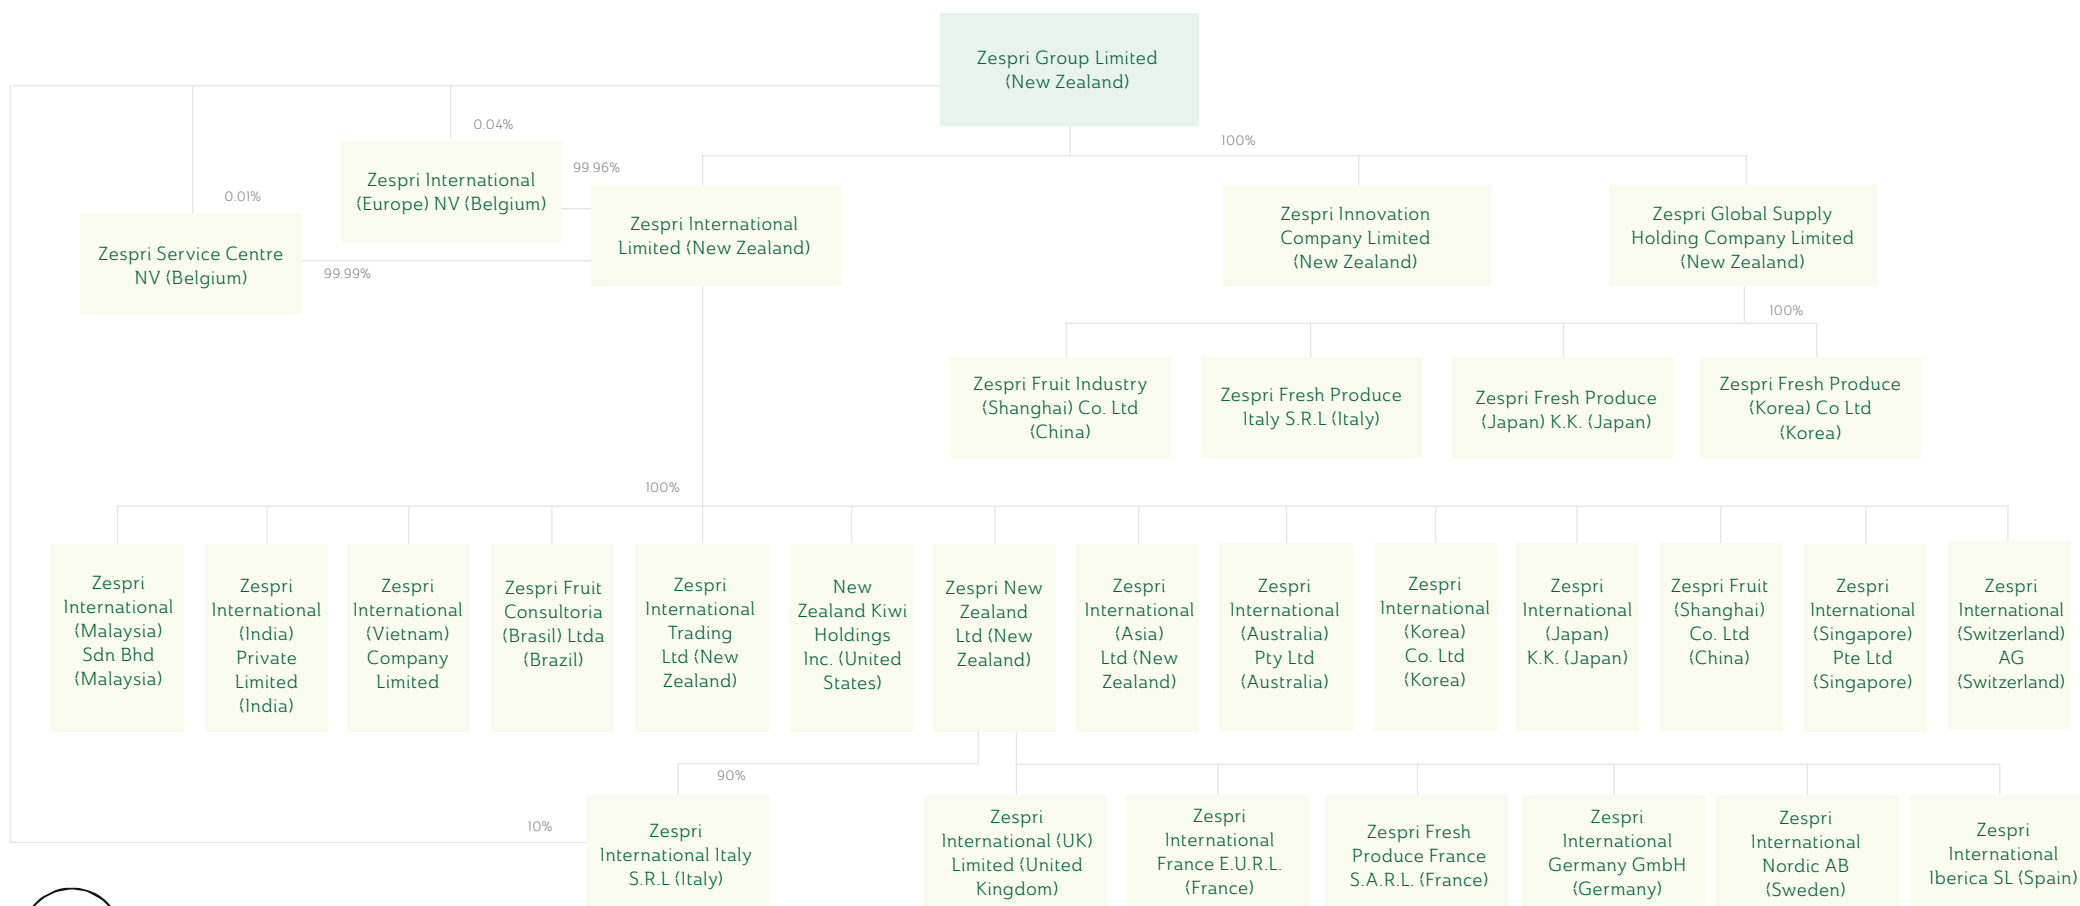 Zespri Group Limited
(New Zealand)
0.04%
100%
99.96%
Zespri International
(Europe) NV (Belgium)
0.01%
Zespri International
Limited (New Zealand)
Zespri Innovation
Company Limited
(New Zealand)
Zespri Global Supply
Holding Company Limited
(New Zealand)
Zespri Service Centre
NV (Belgium)
99.99%
100%
Zespri Fruit Industry
(Shanghai) Co. Ltd
(China)
Zespri Fresh Produce
Italy S.R.L (Italy)
Zespri Fresh Produce
(Japan) K.K. (Japan)
Zespri Fresh Produce
(Korea) Co Ltd
(Korea)
100%
Zespri
International
(Malaysia)
Sdn Bhd
(Malaysia)
Zespri
International
(India)
Private
Limited
(India)
Zespri
International
(Vietnam)
Company
Limited
Zespri Fruit
Consultoria
(Brasil) Ltda
(Brazil)
Zespri
International
Trading
Ltd (New
Zealand)
New
Zealand Kiwi
Holdings
Inc. (United
States)
Zespri New
Zealand
Ltd (New
Zealand)
Zespri
International
(Asia)
Ltd (New
Zealand)
Zespri
International
(Australia)
Pty Ltd
(Australia)
Zespri
International
(Korea)
Co. Ltd
(Korea)
Zespri
International
(Japan)
K.K. (Japan)
Zespri Fruit
(Shanghai)
Co. Ltd
(China)
Zespri
International
(Singapore)
Pte Ltd
(Singapore)
Zespri
International
(Switzerland)
AG
(Switzerland)
90%
10%
Zespri
International Italy
S.R.L (Italy)
Zespri
International (UK)
Limited (United
Kingdom)
Zespri
International
France E.U.R.L.
(France)
Zespri Fresh
Produce France
S.A.R.L. (France)
Zespri
International
Germany GmbH
(Germany)
Zespri
International
Nordic AB
(Sweden)
Zespri
International
Iberica SL (Spain)